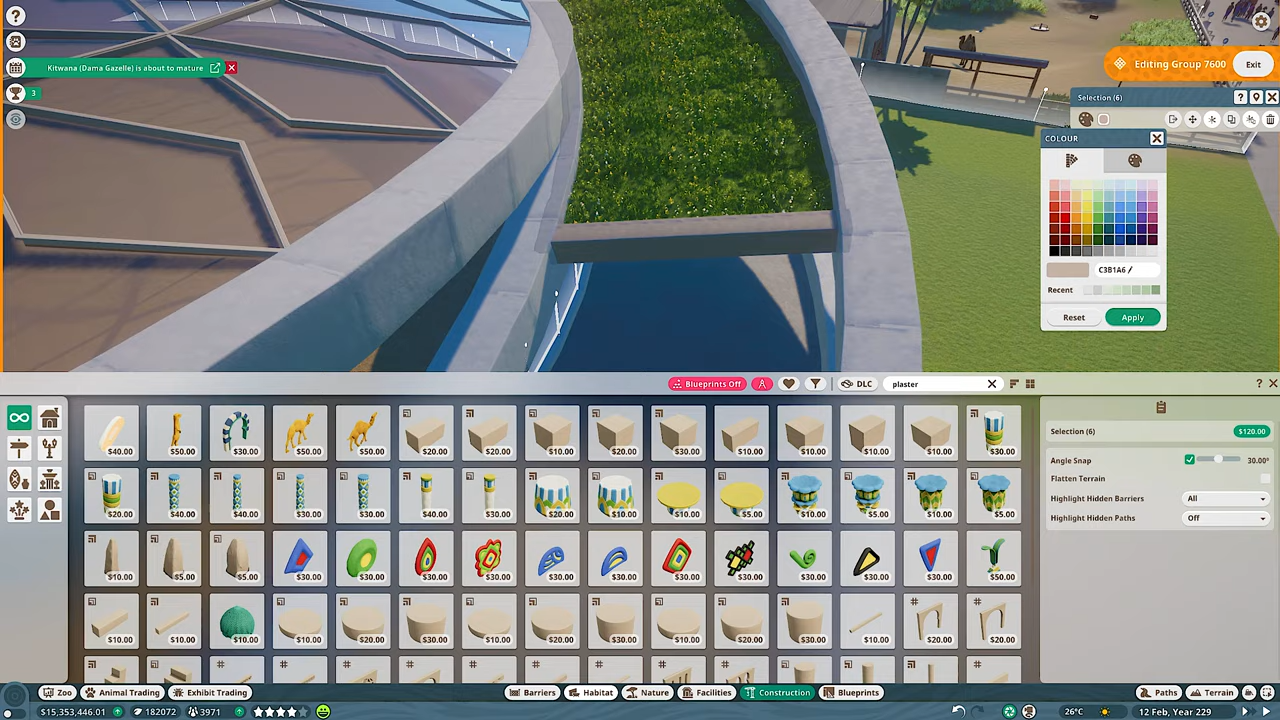 ?
Editing Group 7600 Exit
Kitwana (Dama Gazelle) is about to mature
3
Selection (6) ?
COLOUR
C3B1A6
Recent
Reset Apply
Blueprints Off DLC plaster ?
$40.00 $50.00 $30.00 $50.00 $50.00 $20.00 $20.00 $10.00 $20.00 $30.00 $10.00 $10.00 $10.00 $10.00 $30.00
Selection (6) $120.00
Angle Snap 30.00°
Flatten Terrain
$20.00 $40.00 $40.00 $30.00 $30.00 $40.00 $30.00 $20.00 $10.00 $10.00 $5.00 $10.00 $5.00 $10.00 $5.00
Highlight Hidden Barriers All
Highlight Hidden Paths Off
$10.00 $5.00 $5.00 $30.00 $30.00 $30.00 $30.00 $30.00 $30.00 $30.00 $30.00 $30.00 $30.00 $30.00 $50.00
$10.00 $10.00 $10.00 $10.00 $20.00 $30.00 $10.00 $20.00 $30.00 $10.00 $20.00 $30.00 $10.00 $20.00 $20.00
Zoo Animal Trading Exhibit Trading Barriers Habitat Nature Facilities Construction Blueprints Paths Terrain
$15,353,446.01 182072 3971 26°C 12 Feb, Year 229